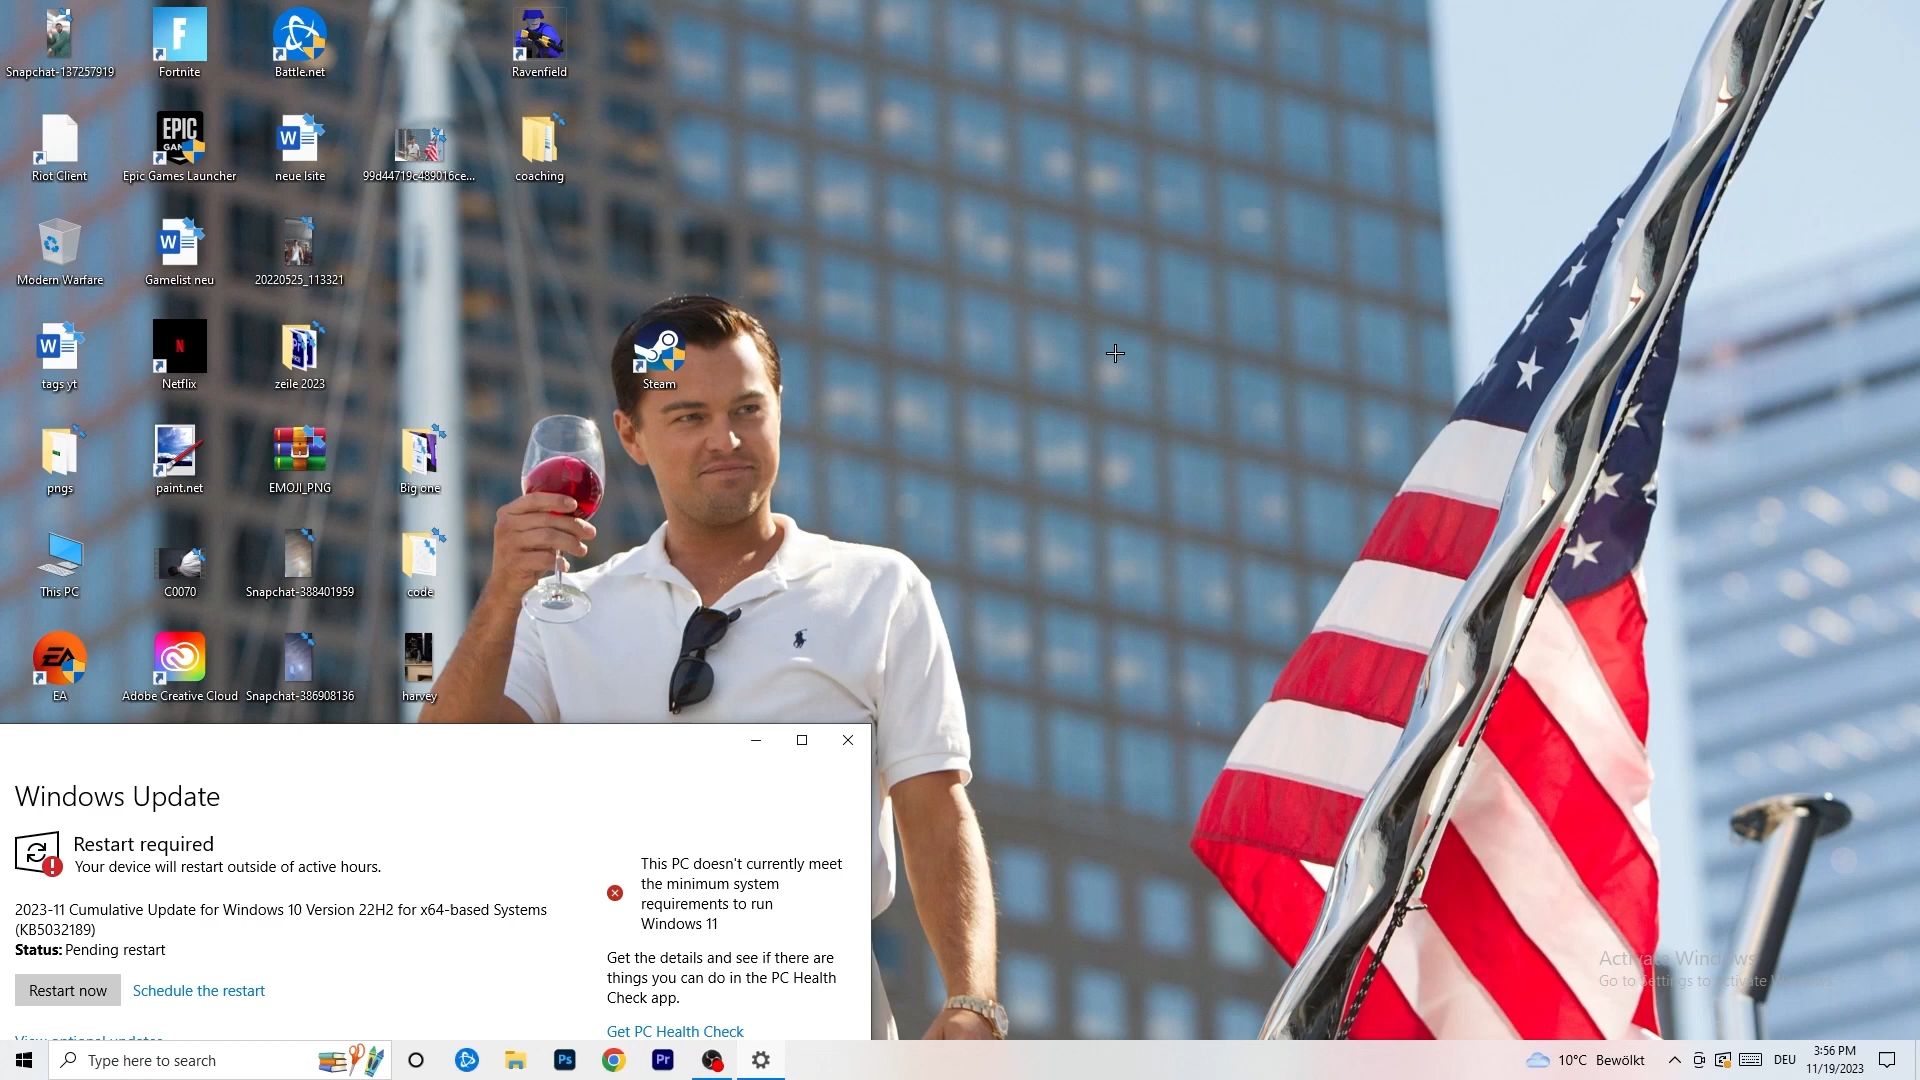 Snapchat-137257919
Fortnite
Battle.net
Ravenfield
Riot Client
EPIC
Epic Games Launcher
neue lsite
99d44719c489016ce...
coaching
Modern Warfare
Gamelist neu
20220525_113321
tags yt
Netflix
zeile 2023
Steam
pngs
paint.net
EMOJI_PNG
Big one
This PC
C0070
Snapchat-388401959
code
EA
Adobe Creative Cloud
Snapchat-386908136
harvey
Windows Update
Restart required
Your device will restart outside of active hours.
2023-11 Cumulative Update for Windows 10 Version 22H2 for x64-based Systems
(KB5032189)
Status: Pending restart
Restart now
Schedule the restart
View optional updates
This PC doesn't currently meet
the minimum system
requirements to run
Windows 11
Get the details and see if there are
things you can do in the PC Health
Check app.
Get PC Health Check
Activate Windows
Go to Settings to activate Windows.
Type here to search
Ps
Pr
10°C Bewölkt
DEU
3:56 PM
11/19/2023